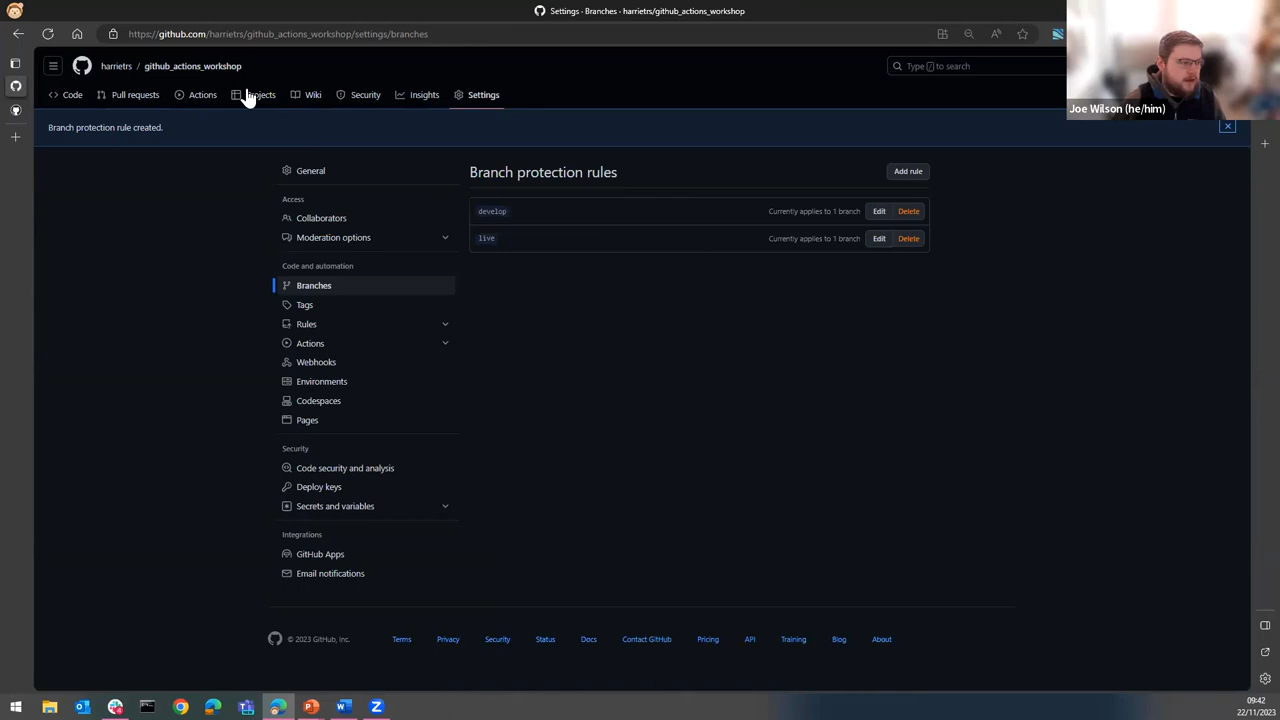 Settings - Branches - harrietrs/github_actions_workshop
https://github.com/harrietrs/github_actions_workshop/settings/branches
harrietrs / github_actions_workshop
Type / to search
Code Pull requests Actions Wiki Security Insights Settings
Joe Wilson (he/him)
Branch protection rule created.
General
Access
Collaborators
Moderation options
Code and automation
Branches
Tags
Rules
Actions
Webhooks
Environments
Codespaces
Pages
Security
Code security and analysis
Deploy keys
Secrets and variables
Integrations
GitHub Apps
Email notifications
Branch protection rules
Add rule
develop Currently applies to 1 branch Edit Delete
live Currently applies to 1 branch Edit Delete
© 2023 GitHub, Inc. Terms Privacy Security Status Docs Contact GitHub Pricing API Training Blog About
09:42
22/11/2023